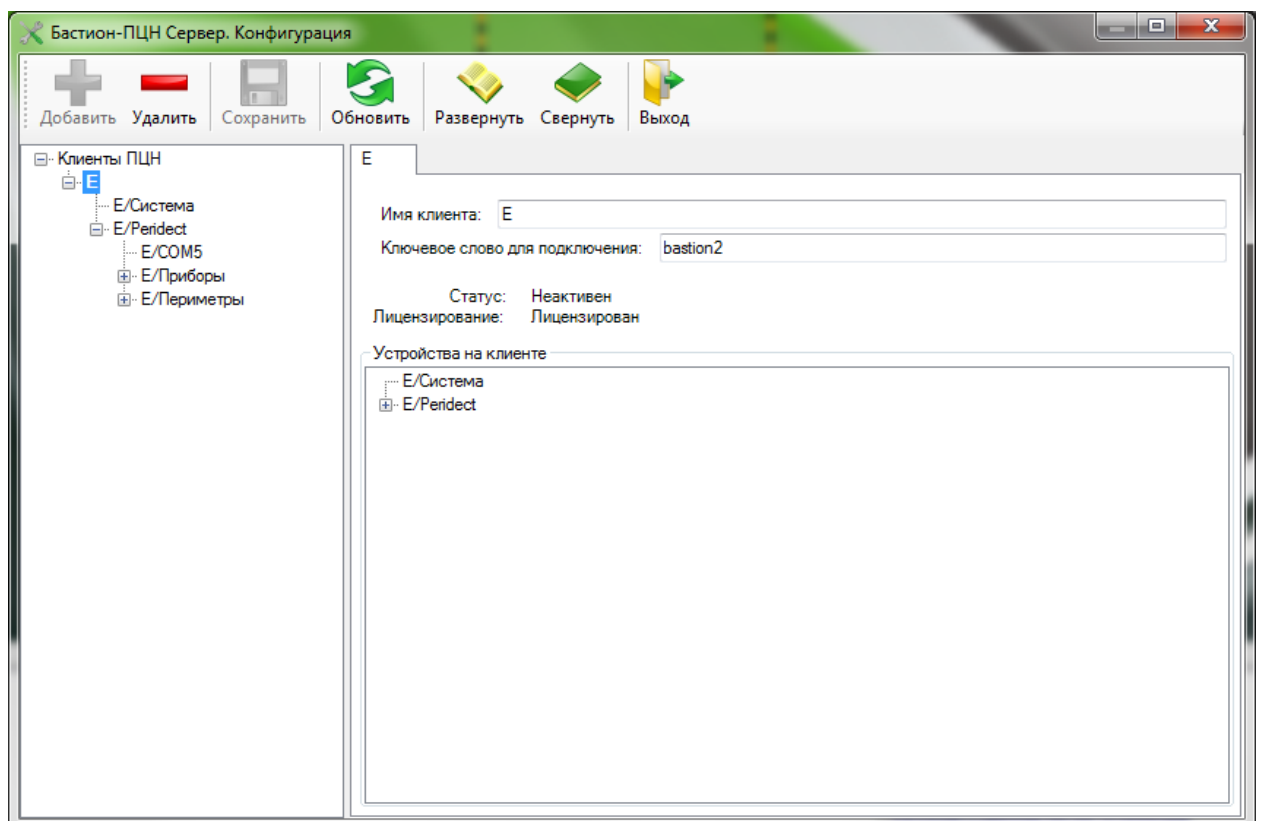 Бастион-ПЦН Сервер. Конфигурация
Добавить Удалить Сохранить Обновить Развернуть Свернуть Выход
Клиенты ПЦН
E
E/Система
E/Peridect
E/COM5
E/Приборы
E/Периметры
E
Имя клиента: E
Ключевое слово для подключения: bastion2
Статус: Неактивен
Лицензирование: Лицензирован
Устройства на клиенте
E/Система
E/Peridect